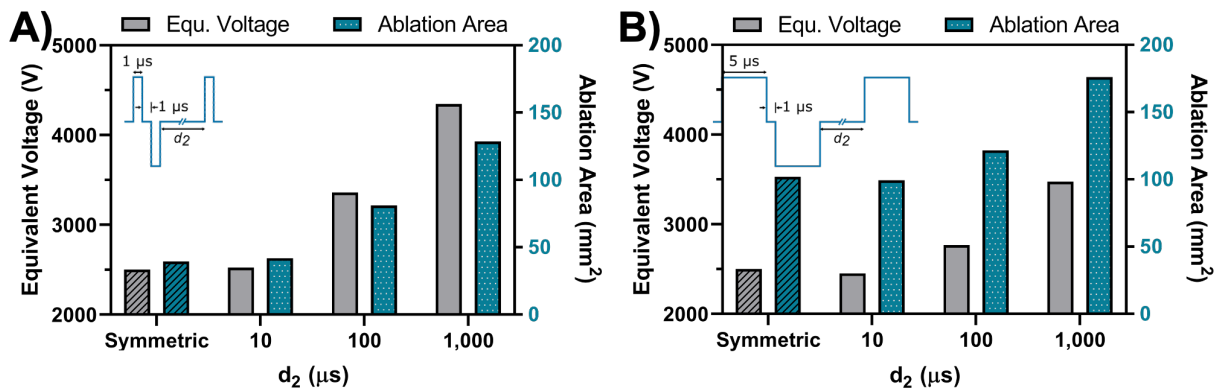 A)
Equ. Voltage
Ablation Area
5000
4000
3000
2000
Equivalent Voltage (V)
1 μs
1 μs
d2
200
150
100
50
0
Ablation Area (mm²)
Symmetric
10
100
1,000
d₂ (μs)
B)
Equ. Voltage
Ablation Area
5000
4000
3000
2000
Equivalent Voltage (V)
5 μs
1 μs
d2
200
150
100
50
0
Ablation Area (mm²)
Symmetric
10
100
1,000
d₂ (μs)